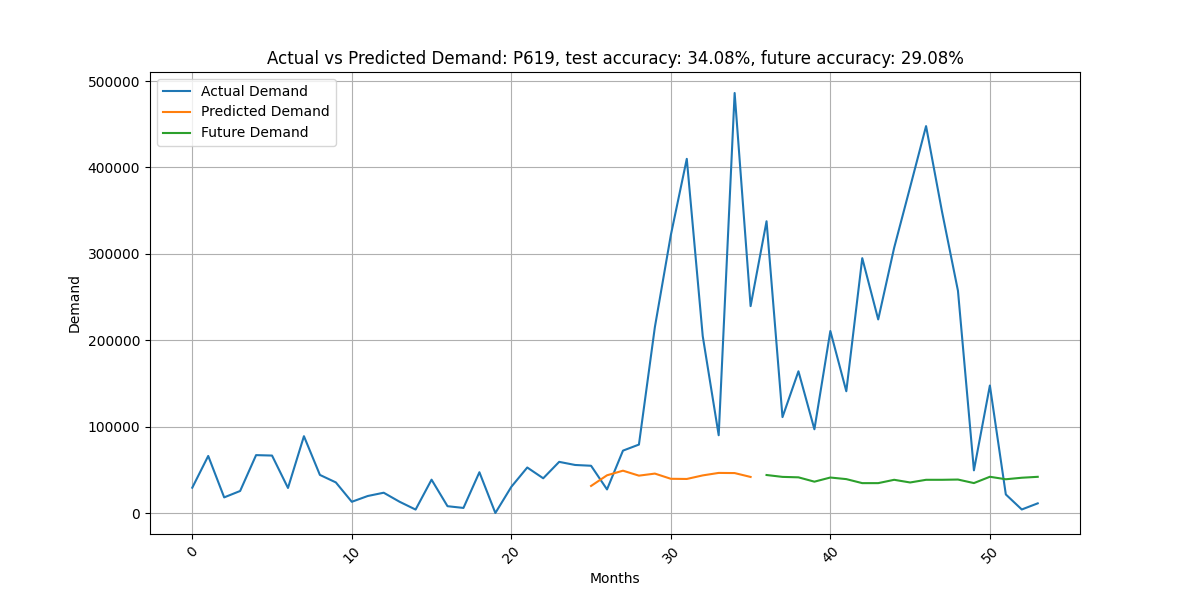 Actual vs Predicted Demand: P619, test accuracy: 34.08%, future accuracy: 29.08%
Actual Demand
Predicted Demand
Future Demand
500000
400000
300000
200000
100000
0
Demand
0
10
20
30
40
50
Months